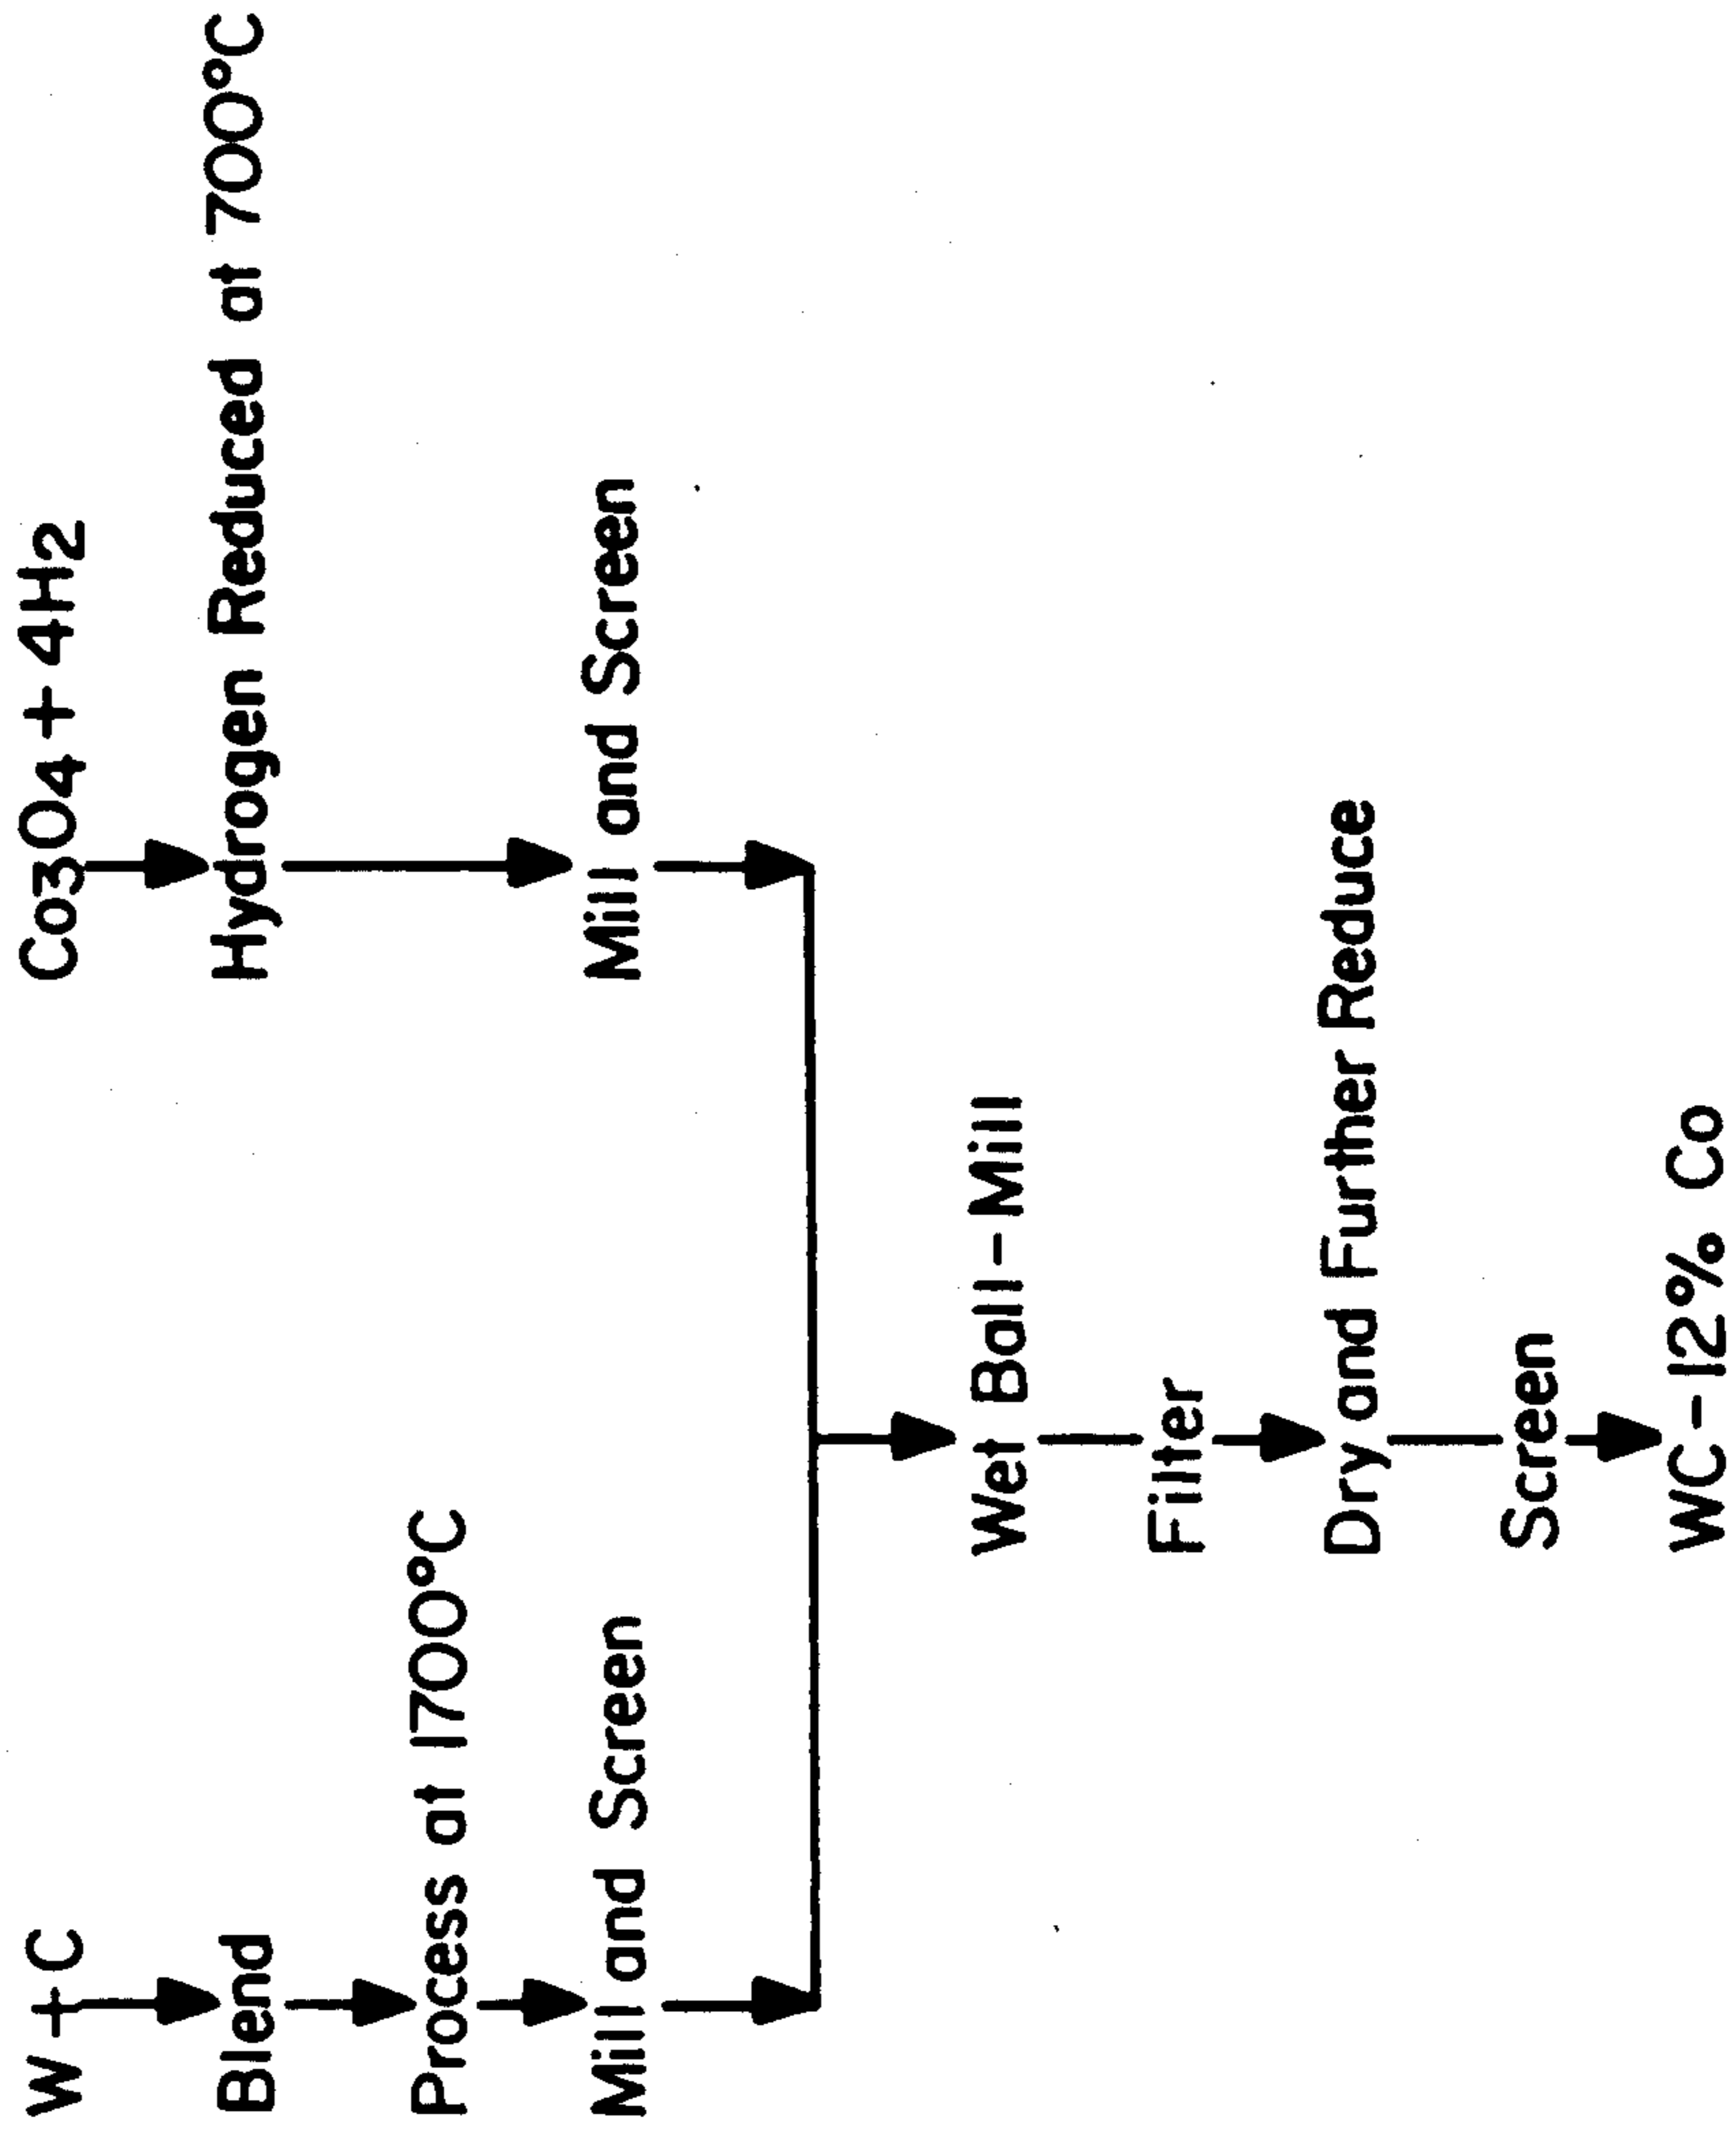 W + C
Blend
Process at 1700°C
Mill and Screen
Co3O4 + 4H2
Hydrogen Reduced at 700°C
Mill and Screen
Wet Ball-Mill
Filter
Dry and Further Reduce
Screen
WC-12% Co